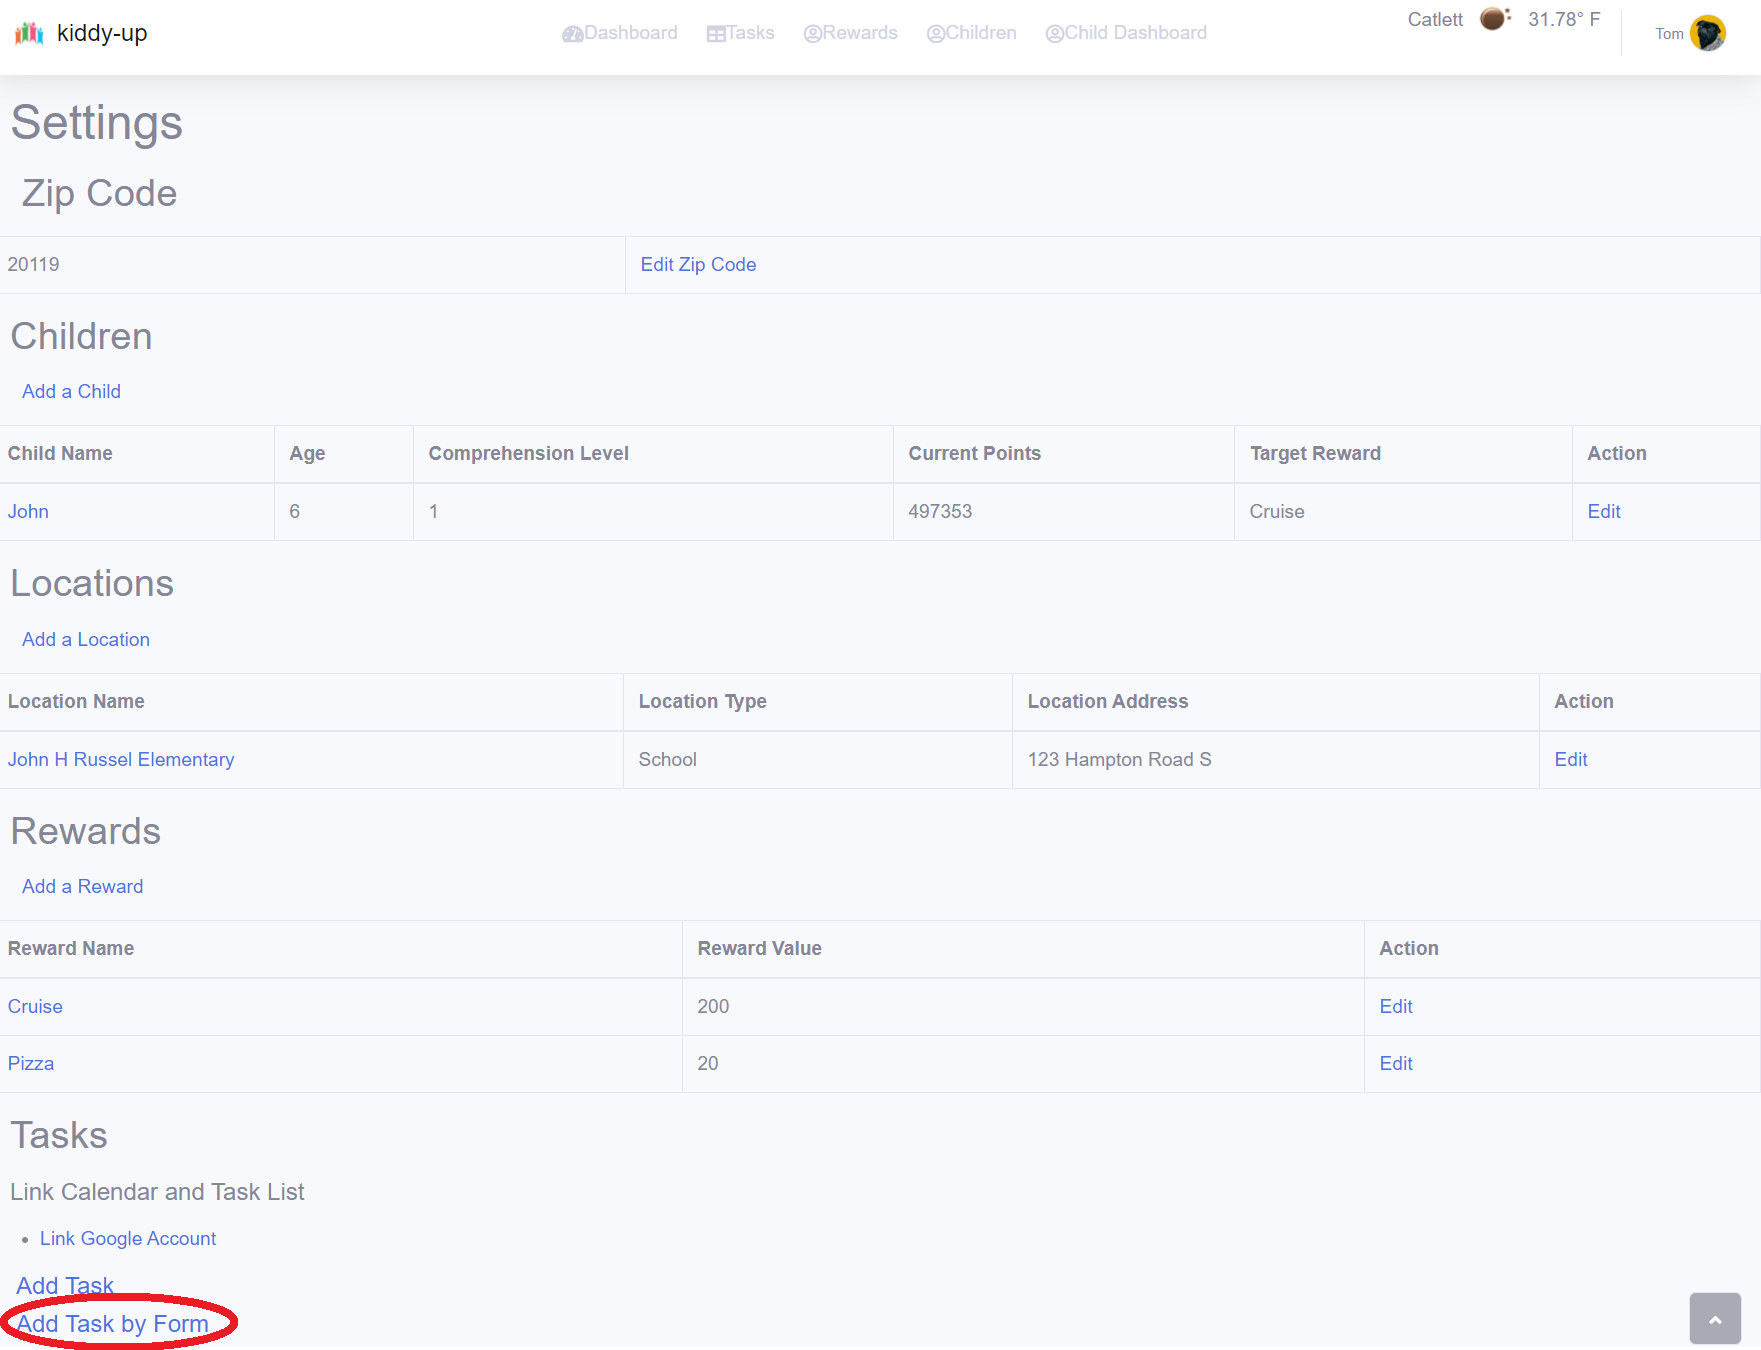 kiddy-up
Dashboard Tasks Rewards Children Child Dashboard
Catlett 31.78° F
Tom
Settings
Zip Code
20119 Edit Zip Code
Children
Add a Child
Child Name Age Comprehension Level Current Points Target Reward Action
John 6 1 497353 Cruise Edit
Locations
Add a Location
Location Name Location Type Location Address Action
John H Russel Elementary School 123 Hampton Road S Edit
Rewards
Add a Reward
Reward Name Reward Value Action
Cruise 200 Edit
Pizza 20 Edit
Tasks
Link Calendar and Task List
Link Google Account
Add Task
Add Task by Form